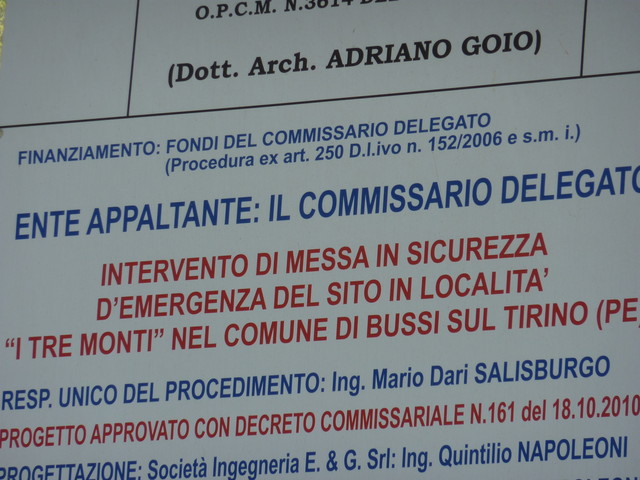 O.P.C.M. N.3614
(Dott. Arch. ADRIANO GOIO)
FINANZIAMENTO: FONDI DEL COMMISSARIO DELEGATO
(Procedura ex art. 250 D.l.ivo n. 152/2006 e s.m. i.)
ENTE APPALTANTE: IL COMMISSARIO DELEGATO
INTERVENTO DI MESSA IN SICUREZZA
D'EMERGENZA DEL SITO IN LOCALITA'
“I TRE MONTI” NEL COMUNE DI BUSSI SUL TIRINO (PE)
RESP. UNICO DEL PROCEDIMENTO: Ing. Mario Dari SALISBURGO
PROGETTO APPROVATO CON DECRETO COMMISSARIALE N.161 del 18.10.2010
PROGETTAZIONE: Società Ingegneria E. & G. Srl: Ing. Quintilio NAPOLEONI